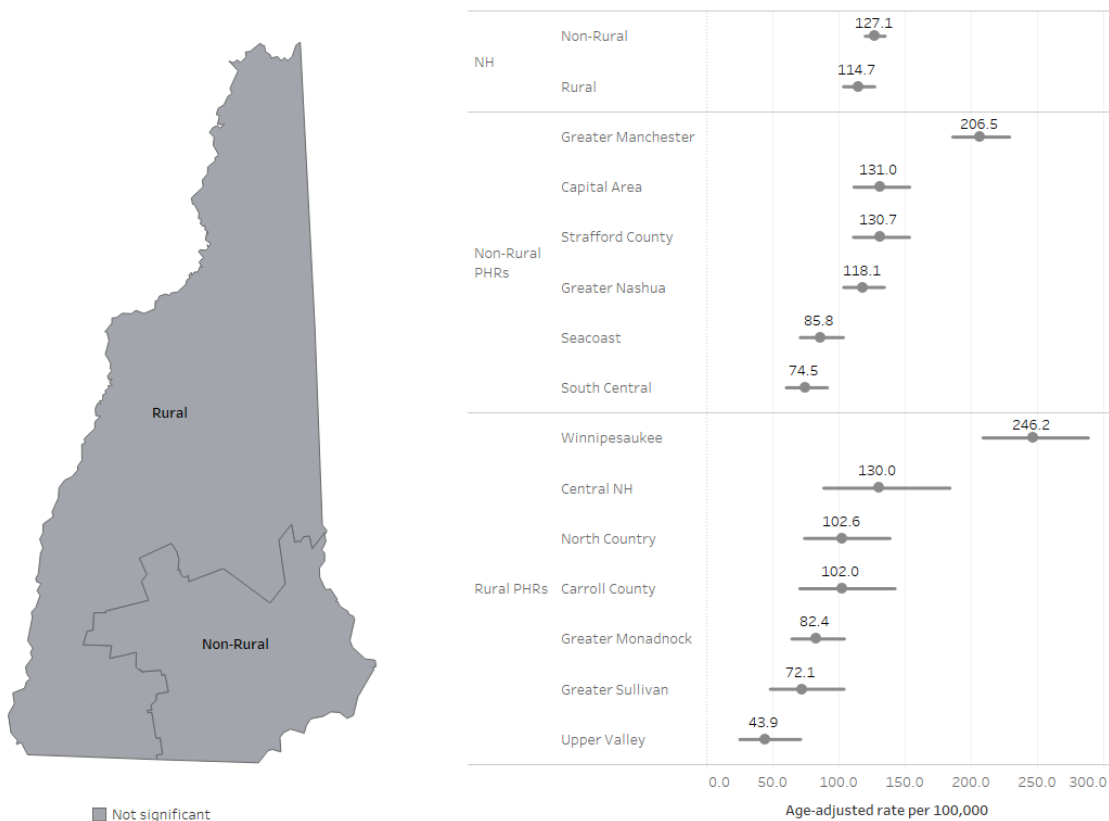 Rural
Non-Rural
Not significant
NH
Non-Rural
127.1
Rural
114.7
Non-Rural
PHRs
Greater Manchester
206.5
Capital Area
131.0
Strafford County
130.7
Greater Nashua
118.1
Seacoast
85.8
South Central
74.5
Rural PHRs
Winnipesaukee
246.2
Central NH
130.0
North Country
102.6
Carroll County
102.0
Greater Monadnock
82.4
Greater Sullivan
72.1
Upper Valley
43.9
0.0 50.0 100.0 150.0 200.0 250.0 300.0
Age-adjusted rate per 100,000